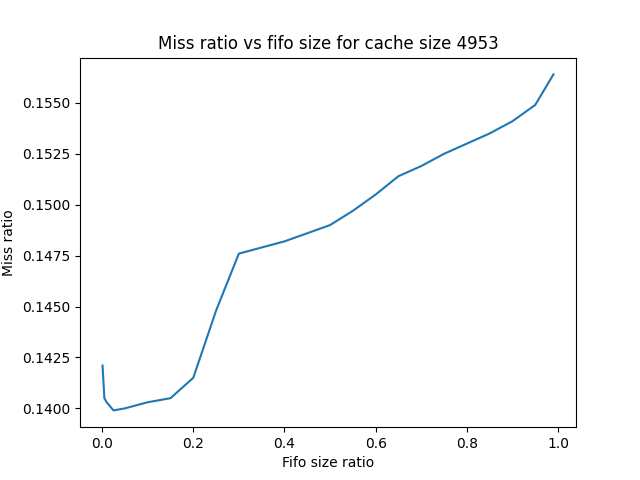 Miss ratio vs fifo size for cache size 4953
0.1550
0.1525
0.1500
0.1475
0.1450
0.1425
0.1400
Miss ratio
0.0 0.2 0.4 0.6 0.8 1.0
Fifo size ratio